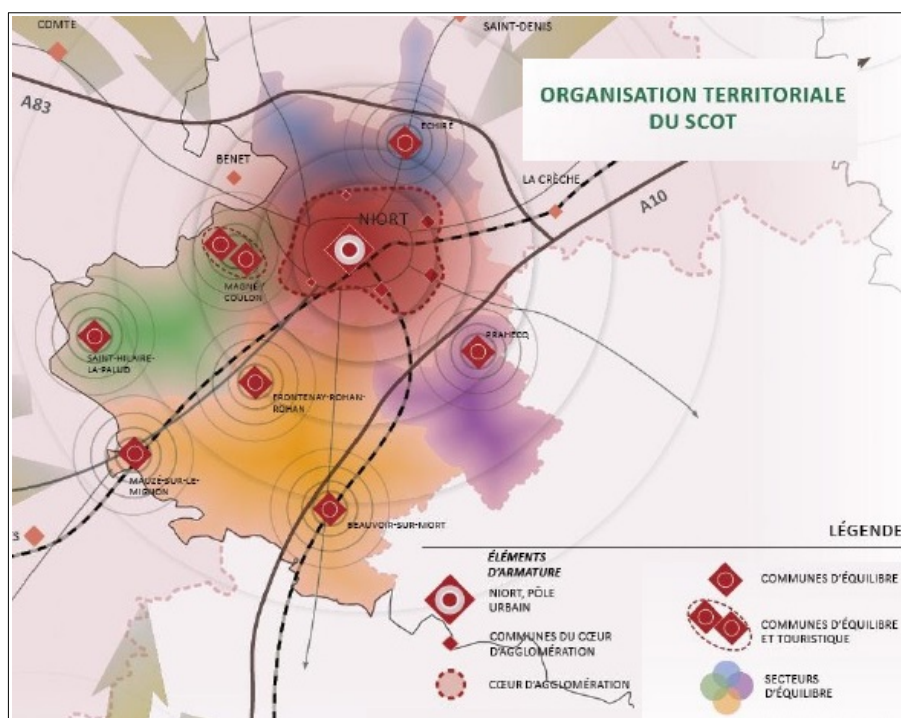 COMTE
SAINT-DENIS
A83
ORGANISATION TERRITORIALE
DU SCOT
ÉCHIRÉ
BENET
LA CRÈCHE
NIORT
A10
MAGNÉ/
COULON
PRAHECQ
SAINT-HILAIRE-
LA-PALUD
FRONTENAY-ROHAN-
ROHAN
MAUZÉ-SUR-LE-
MIGNON
BEAUVOIR-SUR-NIORT
S
LÉGENDE
ÉLÉMENTS
D'ARMATURE
NIORT, PÔLE
URBAIN
COMMUNES DU CŒUR
D'AGGLOMÉRATION
CŒUR D'AGGLOMÉRATION
COMMUNES D'ÉQUILIBRE
COMMUNES D'ÉQUILIBRE
ET TOURISTIQUE
SECTEURS
D'ÉQUILIBRE